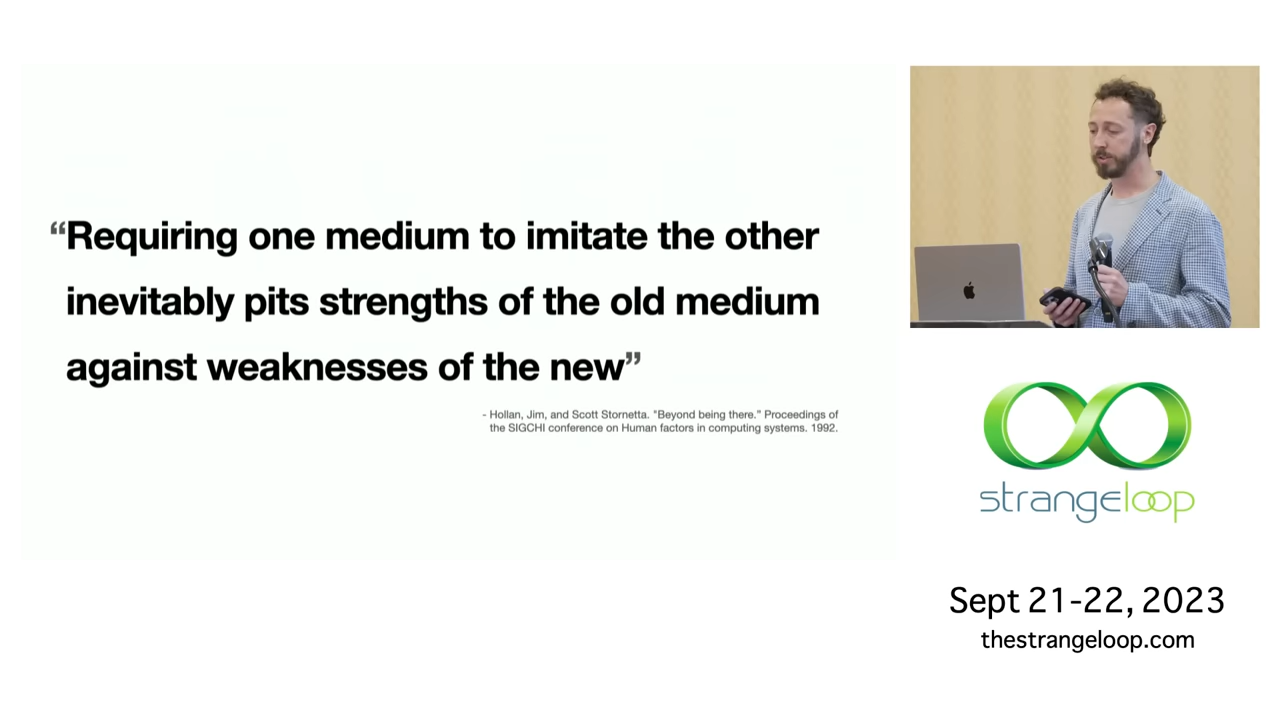 “Requiring one medium to imitate the other
inevitably pits strengths of the old medium
against weaknesses of the new”
- Hollan, Jim, and Scott Stornetta. "Beyond being there." Proceedings of
the SIGCHI conference on Human factors in computing systems. 1992.
strangeloop
Sept 21-22, 2023
thestrangeloop.com